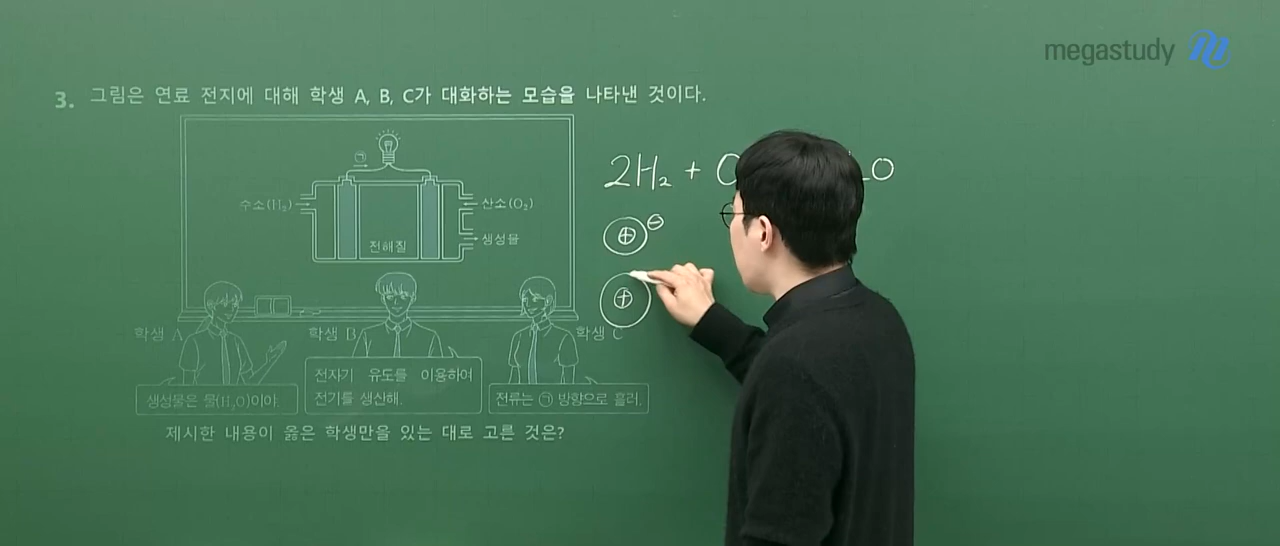 megastudy
3. 그림은 연료 전지에 대해 학생 A, B, C가 대화하는 모습을 나타낸 것이다.
㉠
수소(H₂)
산소(O₂)
전해질
생성물
2H₂ + O
O
⊕ ⊖
⊕
학생 A
학생 B
학생 C
생성물은 물(H₂O)이야.
전자기 유도를 이용하여
전기를 생산해.
전류는 ㉠ 방향으로 흘러.
제시한 내용이 옳은 학생만을 있는 대로 고른 것은?